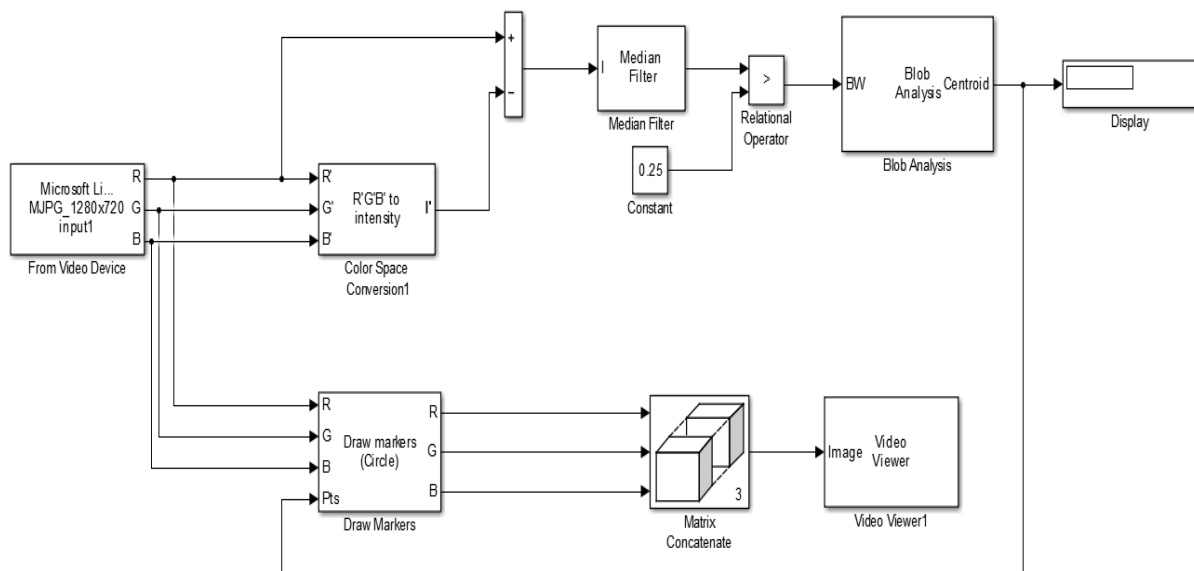 +
−
I
Median
Filter
Median Filter
>
Relational
Operator
0.25
Constant
BW
Blob
Analysis
Centroid
Blob Analysis
Display
Microsoft Li...
MJPG_1280x720
input1
R
G
B
From Video Device
R'
G'
B'
R'G'B' to
intensity
I'
Color Space
Conversion1
R
G
B
Pts
Draw markers
(Circle)
R
G
B
Draw Markers
3
Matrix
Concatenate
Image
Video
Viewer
Video Viewer1